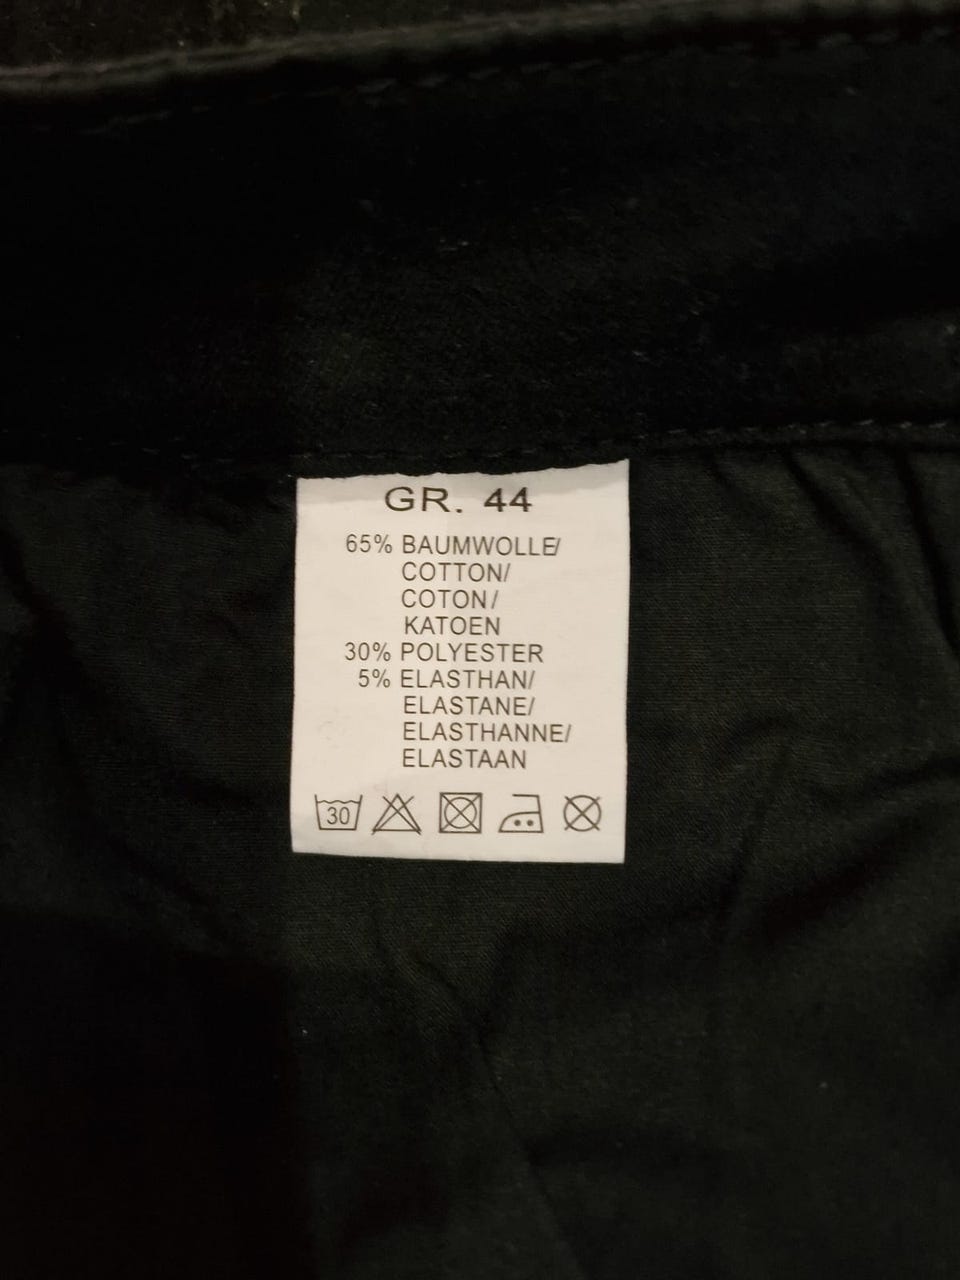 GR. 44
65% BAUMWOLLE/
COTTON/
COTON/
KATOEN
30% POLYESTER
5% ELASTHAN/
ELASTANE/
ELASTHANNE/
ELASTAAN
30